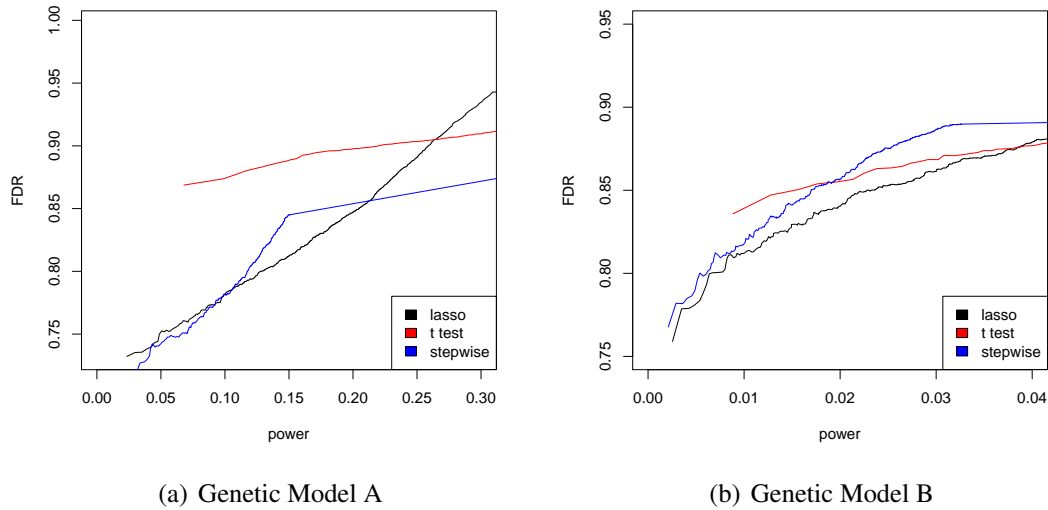 1.00
0.95
0.90
0.85
0.80
0.75
FDR
lasso
t test
stepwise
0.00 0.05 0.10 0.15 0.20 0.25 0.30
power
(a) Genetic Model A
0.95
0.90
0.85
0.80
0.75
FDR
lasso
t test
stepwise
0.00 0.01 0.02 0.03 0.04
power
(b) Genetic Model B